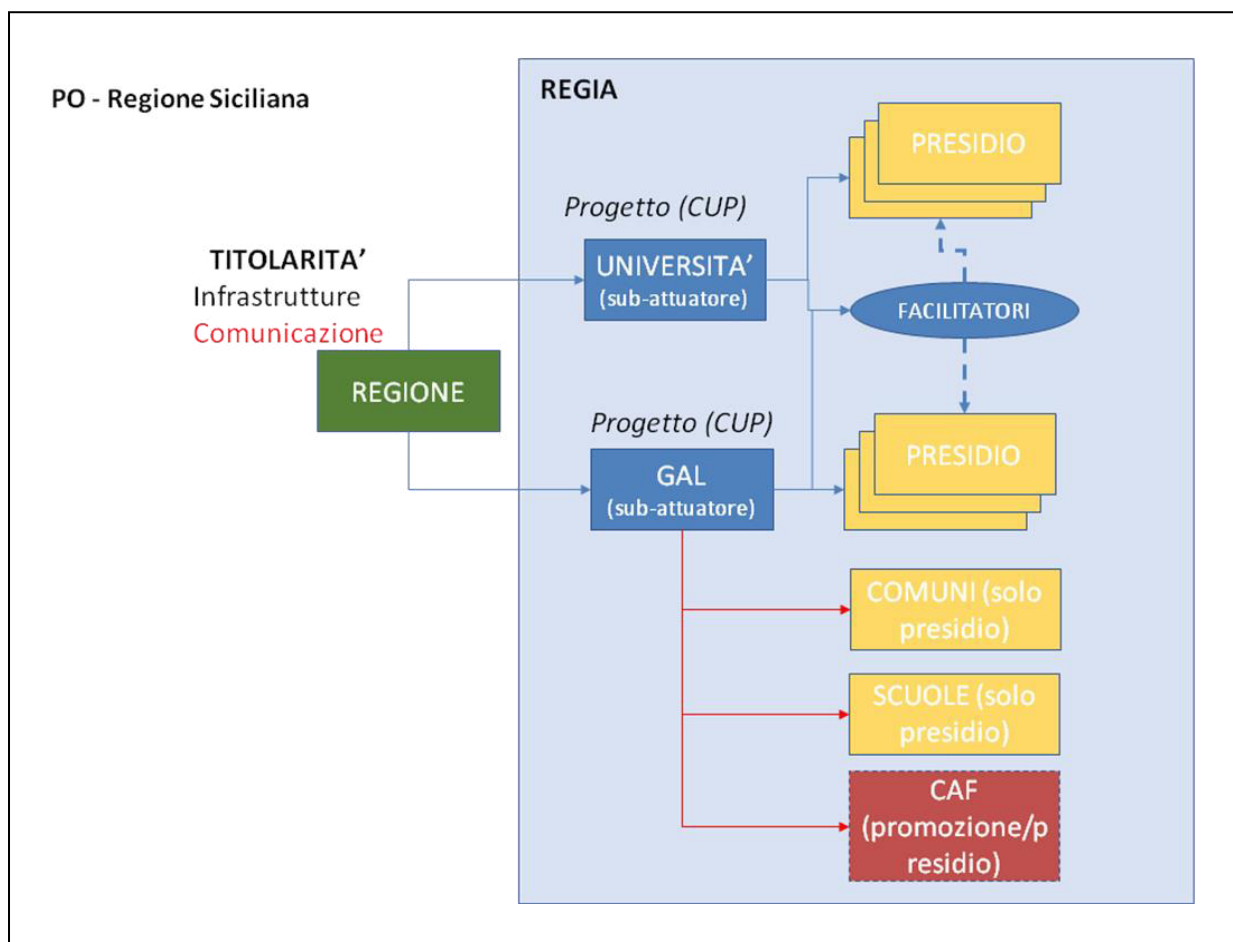 PO - Regione Siciliana
REGIA
PRESIDIO
Progetto (CUP)
UNIVERSITA’
(sub-attuatore)
TITOLARITA’
Infrastrutture
Comunicazione
FACILITATORI
REGIONE
Progetto (CUP)
GAL
(sub-attuatore)
PRESIDIO
COMUNI (solo
presidio)
SCUOLE (solo
presidio)
CAF
(promozione/p
residio)